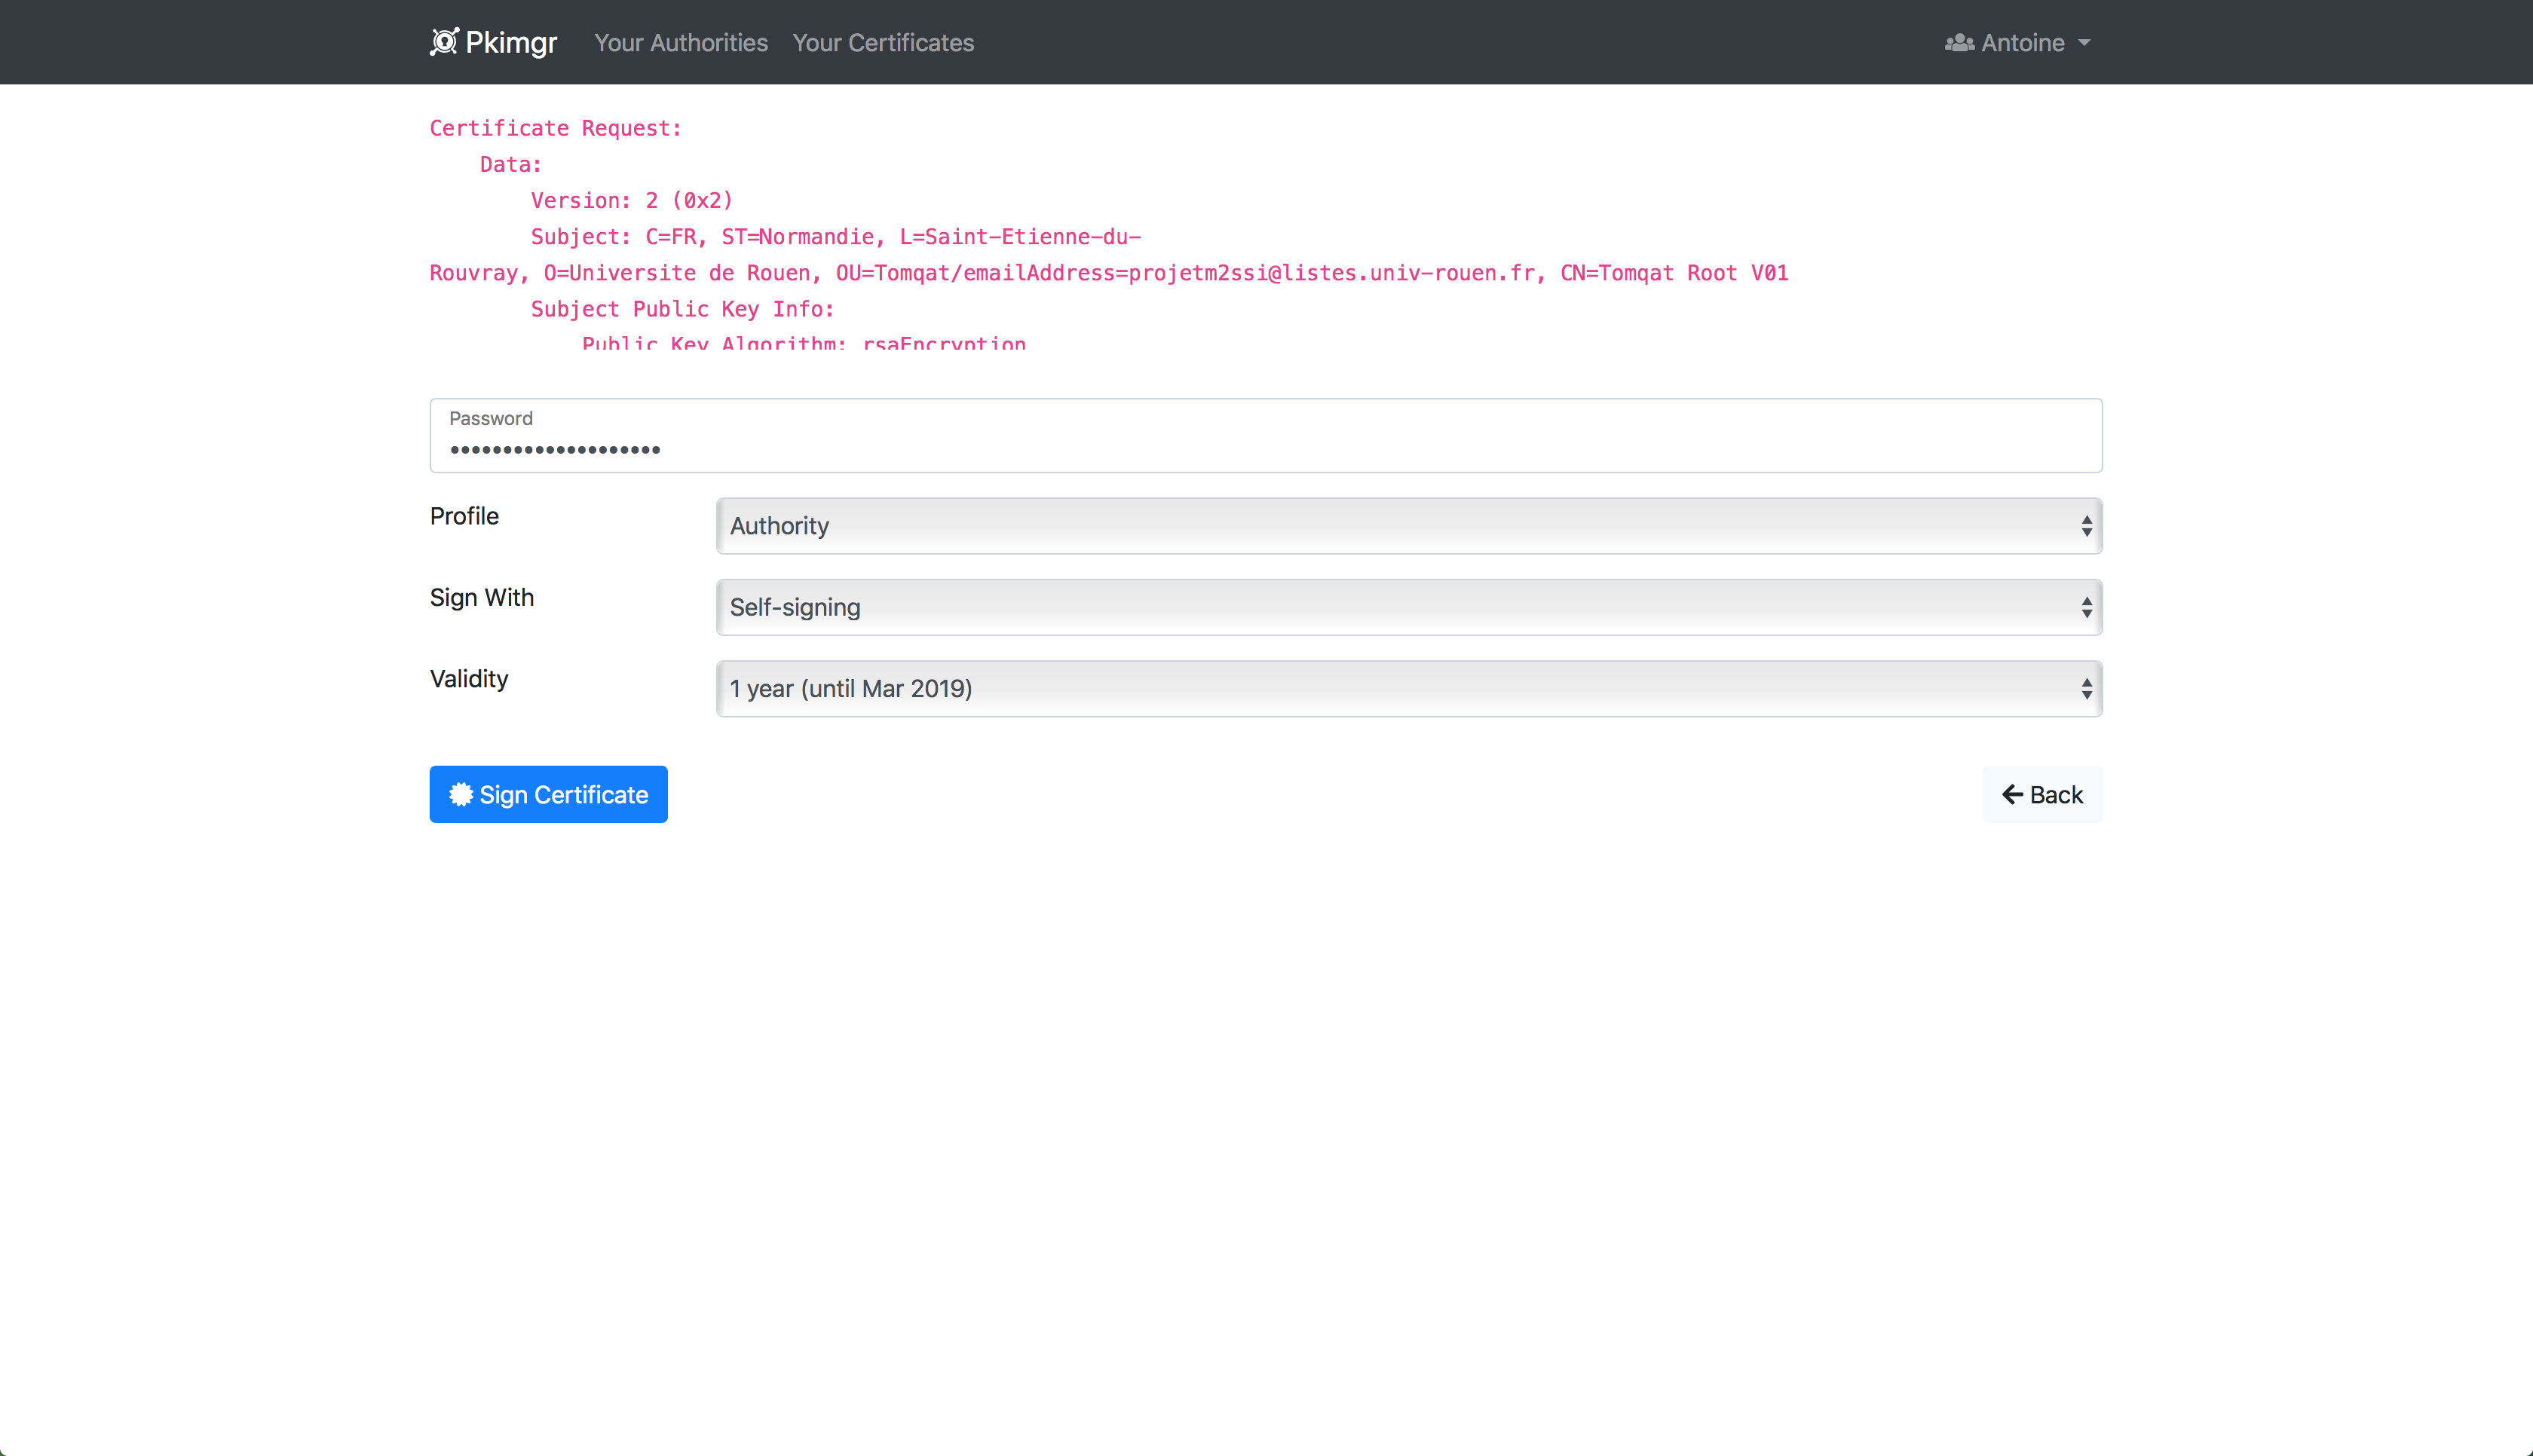 Pkimgr Your Authorities Your Certificates Antoine
Certificate Request:
Data:
Version: 2 (0x2)
Subject: C=FR, ST=Normandie, L=Saint-Etienne-du-
Rouvray, O=Universite de Rouen, OU=Tomqat/emailAddress=projetm2ssi@listes.univ-rouen.fr, CN=Tomqat Root V01
Subject Public Key Info:
Public Key Algorithm: rsaEncryption
Password
••••••••••••••••••••
Profile Authority
Sign With Self-signing
Validity 1 year (until Mar 2019)
Sign Certificate Back